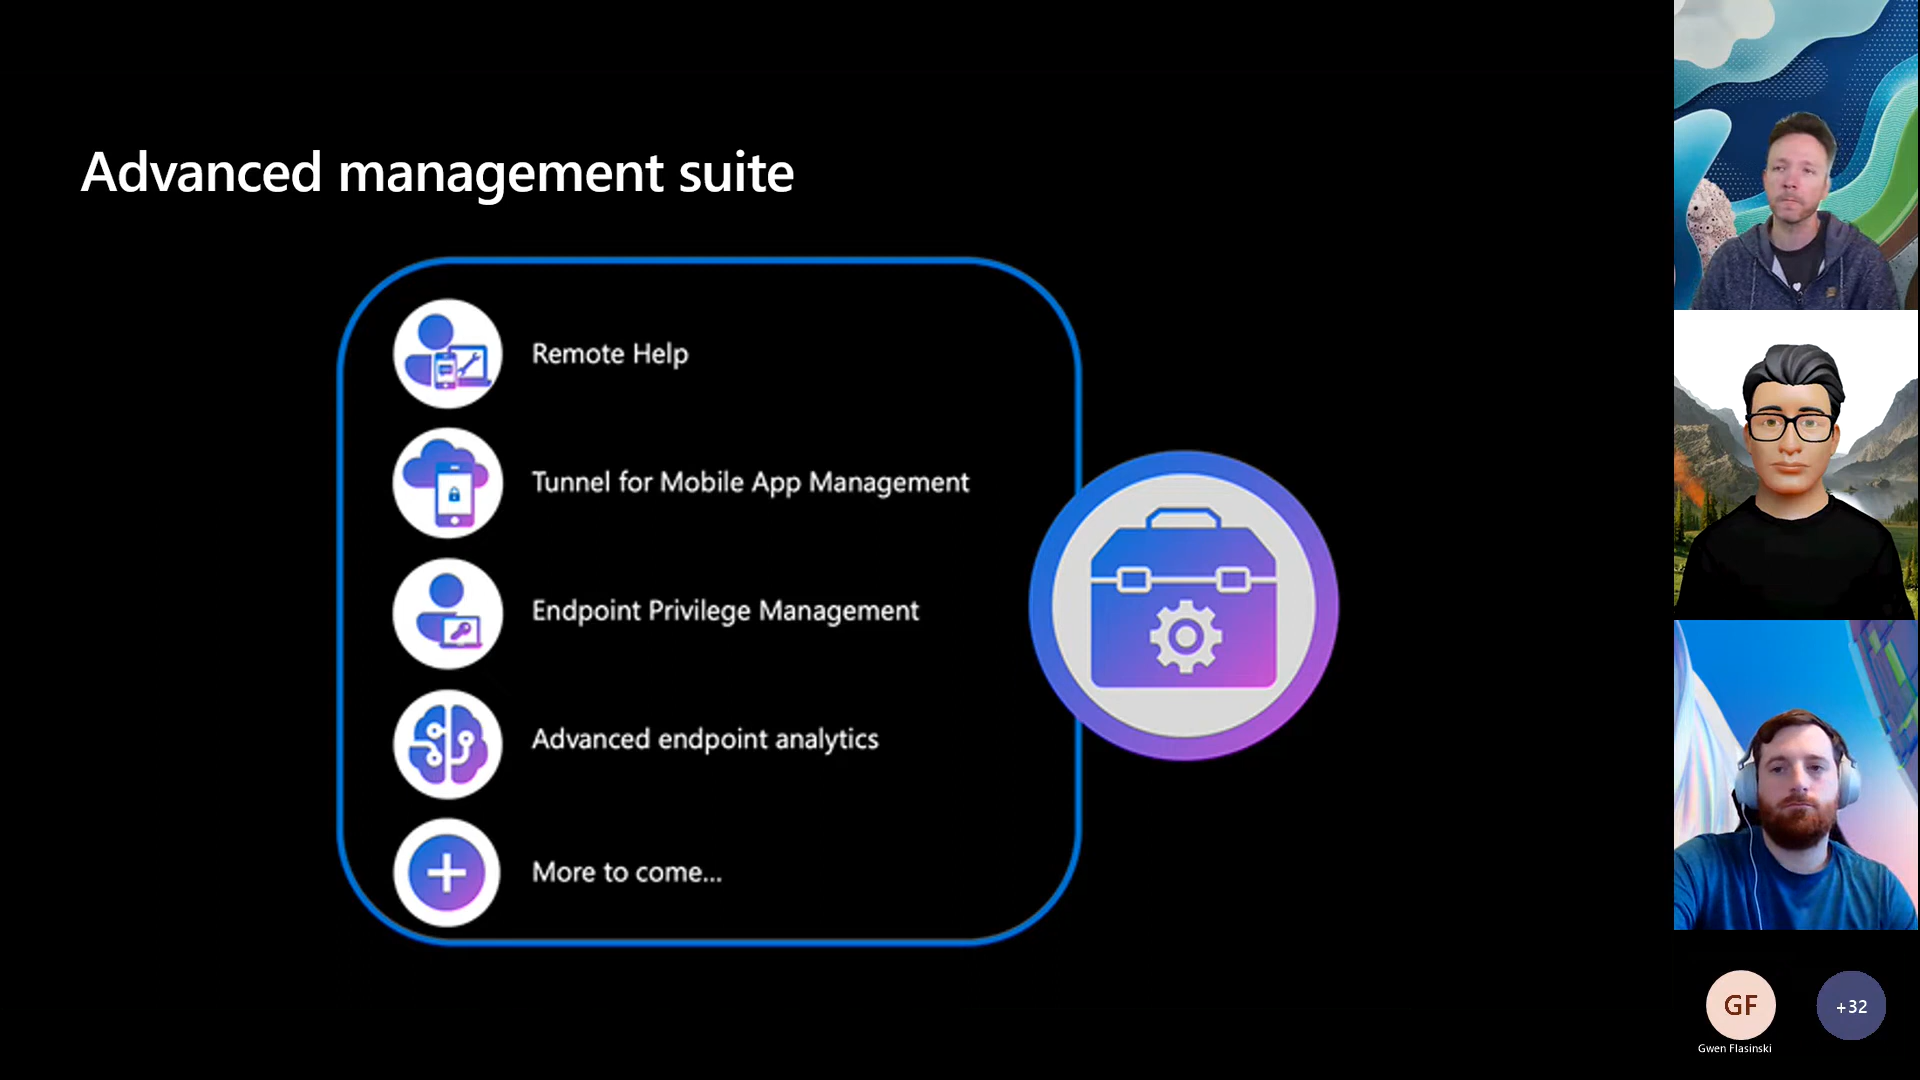 Advanced management suite
Remote Help
Tunnel for Mobile App Management
Endpoint Privilege Management
Advanced endpoint analytics
More to come...
GF
+32
Gwen Flasinski